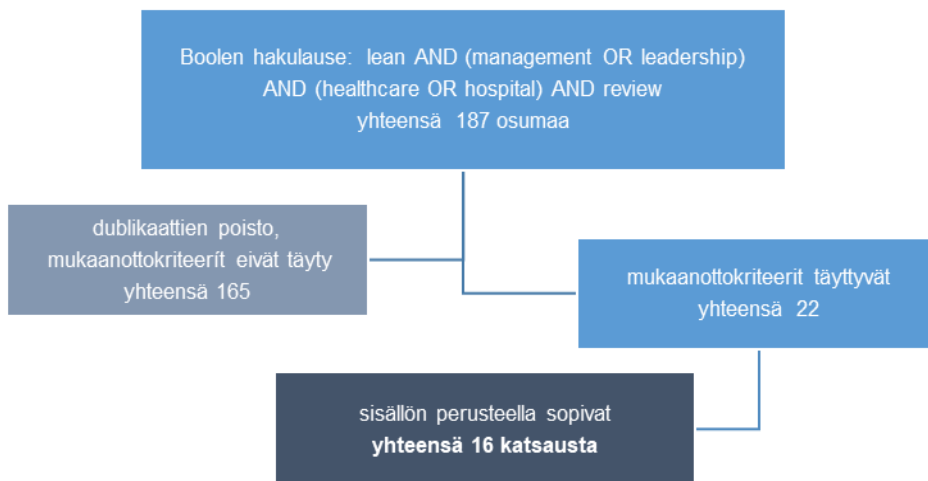 Boolen hakulause: lean AND (management OR leadership)
AND (healthcare OR hospital) AND review
yhteensä 187 osumaa
dublikaattien poisto,
mukaanottokriteerít eivät täyty
yhteensä 165
mukaanottokriteerit täyttyvät
yhteensä 22
sisällön perusteella sopivat
yhteensä 16 katsausta